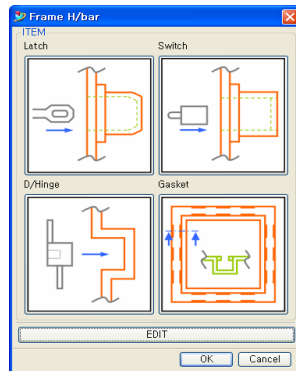 Frame H/bar
ITEM
Latch
Switch
D/Hinge
Gasket
EDIT
OK
Cancel